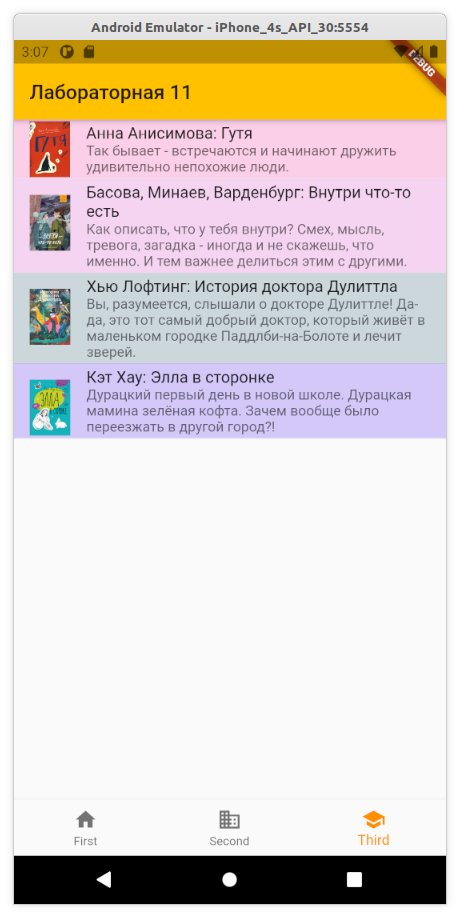 Android Emulator - iPhone_4s_API_30:5554
3:07
DEBUG
Лабораторная 11
Анна Анисимова: Гутя
Так бывает - встречаются и начинают дружить
удивительно непохожие люди.
Басова, Минаев, Варденбург: Внутри что-то
есть
Как описать, что у тебя внутри? Смех, мысль,
тревога, загадка - иногда и не скажешь, что
именно. И тем важнее делиться этим с другими.
Хью Лофтинг: История доктора Дулиттла
Вы, разумеется, слышали о докторе Дулиттле! Да-
да, это тот самый добрый доктор, который живёт в
маленьком городке Паддлби-на-Болоте и лечит
зверей.
ЭЛЛА
Кэт Хау: Элла в сторонке
Дурацкий первый день в новой школе. Дурацкая
мамина зелёная кофта. Зачем вообще было
переезжать в другой город?!
First
Second
Third